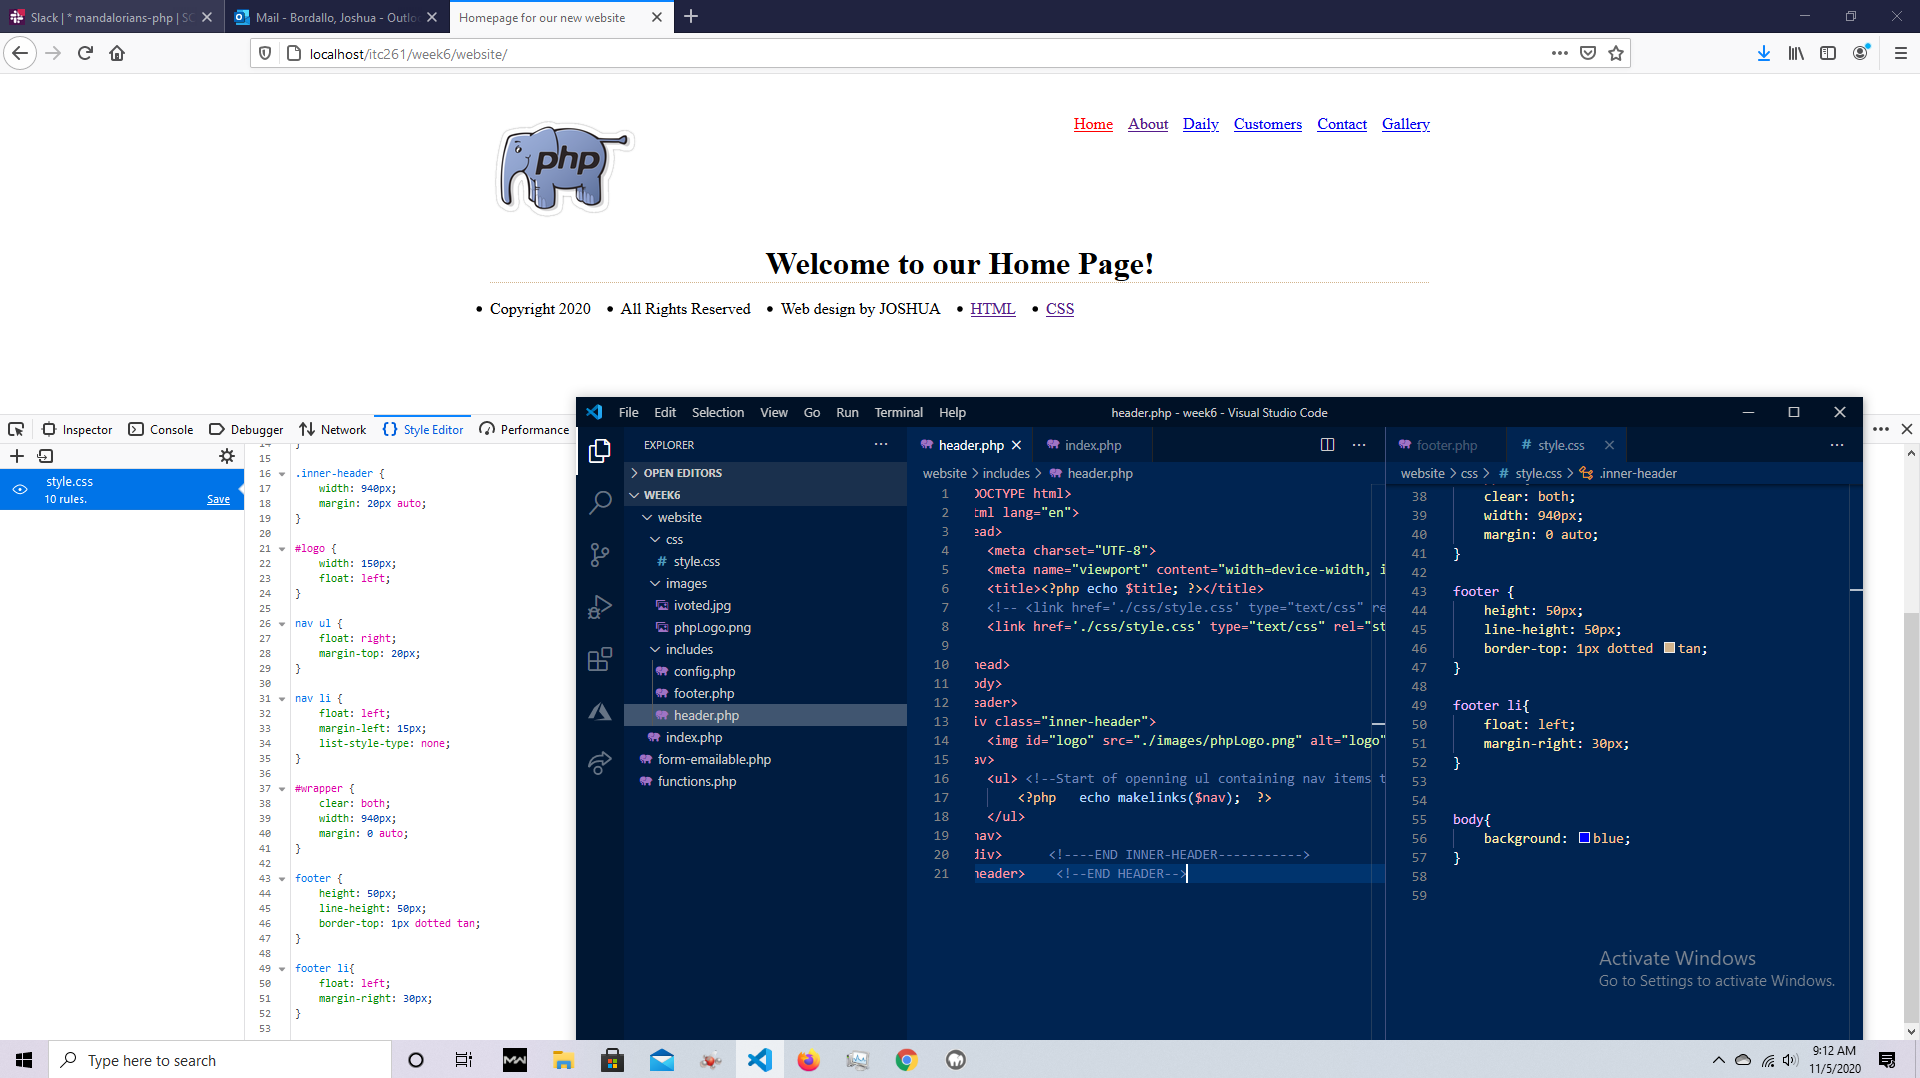 Slack | * mandalorians-php | SC
Mail - Bordallo, Joshua - Outlo
Homepage for our new website
localhost/itc261/week6/website/
php
Home About Daily Customers Contact Gallery
Welcome to our Home Page!
• Copyright 2020 • All Rights Reserved • Web design by JOSHUA • HTML • CSS
Inspector Console Debugger Network Style Editor Performance
style.css
10 rules. Save
15
16 .inner-header {
17 width: 940px;
18 margin: 20px auto;
19 }
20
21 #logo {
22 width: 150px;
23 float: left;
24 }
25
26 nav ul {
27 float: right;
28 margin-top: 20px;
29 }
30
31 nav li {
32 float: left;
33 margin-left: 15px;
34 list-style-type: none;
35 }
36
37 #wrapper {
38 clear: both;
39 width: 940px;
40 margin: 0 auto;
41 }
42
43 footer {
44 height: 50px;
45 line-height: 50px;
46 border-top: 1px dotted tan;
47 }
48
49 footer li{
50 float: left;
51 margin-right: 30px;
52 }
53
File Edit Selection View Go Run Terminal Help
header.php - week6 - Visual Studio Code
EXPLORER
OPEN EDITORS
WEEK6
website
css
# style.css
images
ivoted.jpg
phpLogo.png
includes
config.php
footer.php
header.php
index.php
form-emailable.php
functions.php
header.php index.php
website > includes > header.php
1 DOCTYPE html>
2 tml lang="en">
3 ead>
4 <meta charset="UTF-8">
5 <meta name="viewport" content="width=device-width, i
6 <title><?php echo $title; ?></title>
7 <!-- <link href='./css/style.css' type="text/css" re
8 <link href='./css/style.css' type="text/css" rel="st
9
10 head>
11 ody>
12 eader>
13 iv class="inner-header">
14 <img id="logo" src="./images/phpLogo.png" alt="logo"
15 av>
16 <ul> <!--Start of openning ul containing nav items t
17 <?php echo makelinks($nav); ?>
18 </ul>
19 nav>
20 div> <!----END INNER-HEADER----------->
21 header> <!--END HEADER-->
footer.php # style.css
website > css > # style.css > .inner-header
38 clear: both;
39 width: 940px;
40 margin: 0 auto;
41 }
42
43 footer {
44 height: 50px;
45 line-height: 50px;
46 border-top: 1px dotted tan;
47 }
48
49 footer li{
50 float: left;
51 margin-right: 30px;
52 }
53
54
55 body{
56 background: blue;
57 }
58
59
Activate Windows
Go to Settings to activate Windows.
Type here to search
MW
9:12 AM
11/5/2020